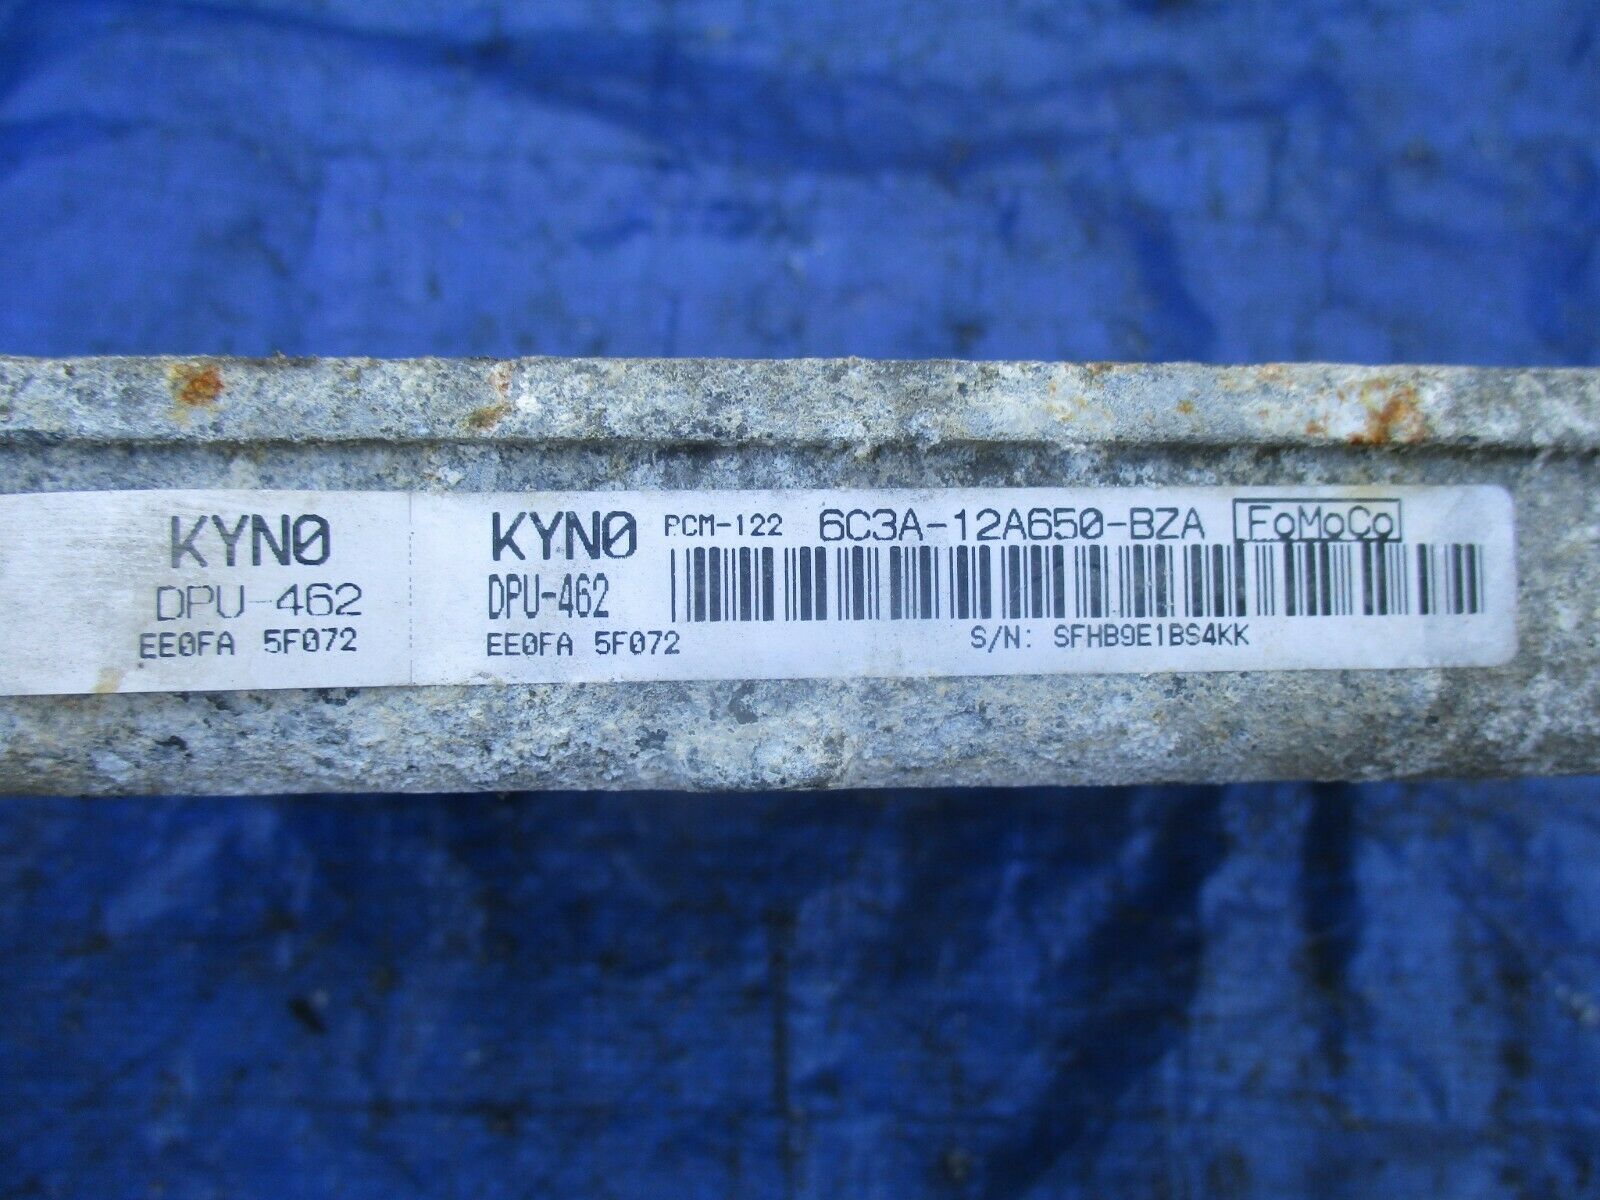 KYN0
DPU-462
EE0FA 5F072
KYN0 PCM-122 6C3A-12A650-BZA FoMoCo
DPU-462
EE0FA 5F072 S/N: SFHB9E1BS4KK